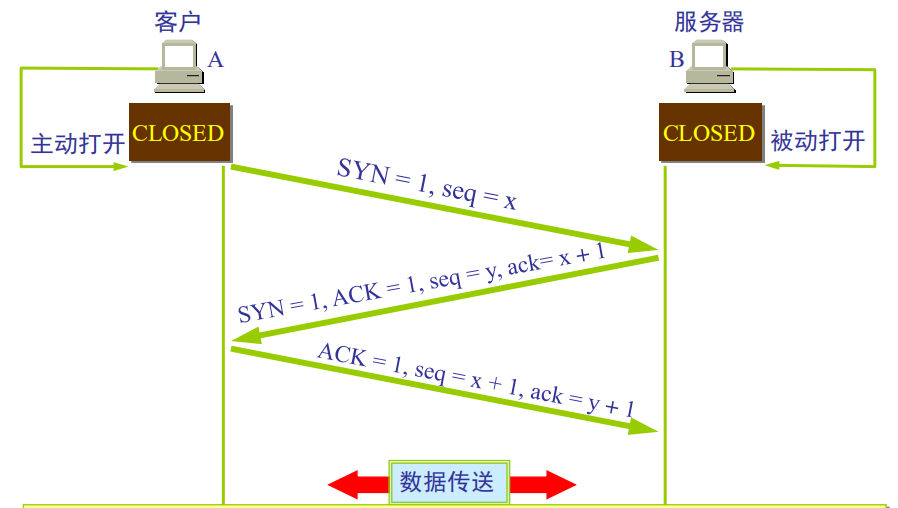 客户
服务器
A
B
CLOSED
CLOSED
主动打开
被动打开
SYN = 1, seq = x
SYN = 1, ACK = 1, seq = y, ack= x + 1
ACK = 1, seq = x + 1, ack = y + 1
数据传送